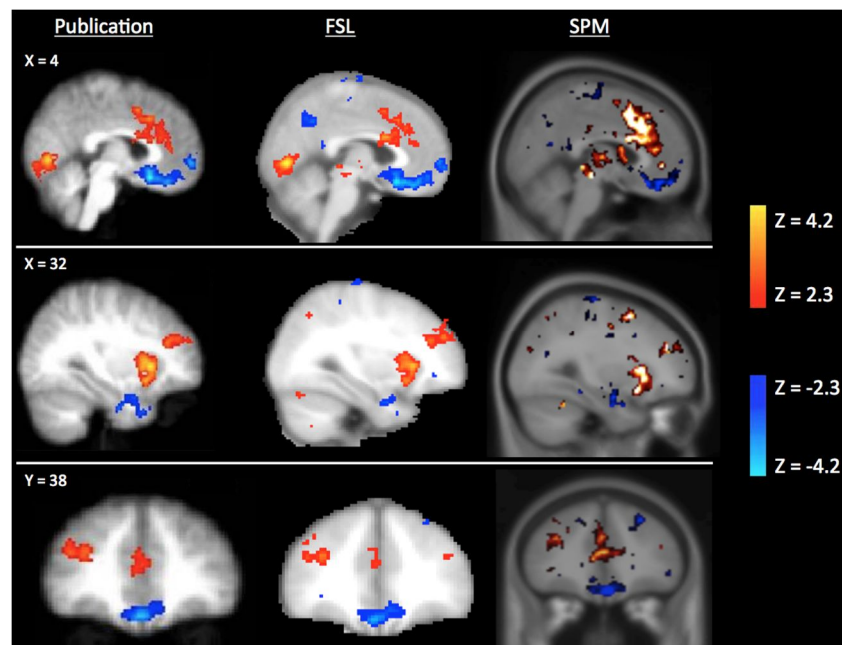 Publication FSL SPM
X = 4
Z = 4.2
Z = 2.3
X = 32
Z = -2.3
Z = -4.2
Y = 38